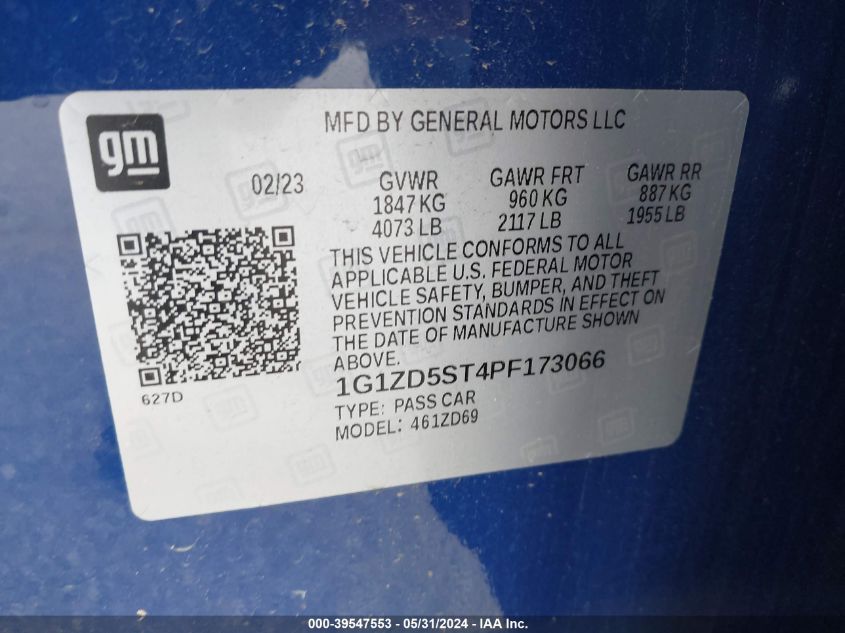 gm
MFD BY GENERAL MOTORS LLC
02/23
GVWR
1847 KG
4073 LB
GAWR FRT
960 KG
2117 LB
GAWR RR
887 KG
1955 LB
THIS VEHICLE CONFORMS TO ALL
APPLICABLE U.S. FEDERAL MOTOR
VEHICLE SAFETY, BUMPER, AND THEFT
PREVENTION STANDARDS IN EFFECT ON
THE DATE OF MANUFACTURE SHOWN
ABOVE.
1G1ZD5ST4PF173066
TYPE: PASS CAR
MODEL: 461ZD69
627D
000-39547553 - 05/31/2024 - IAA Inc.